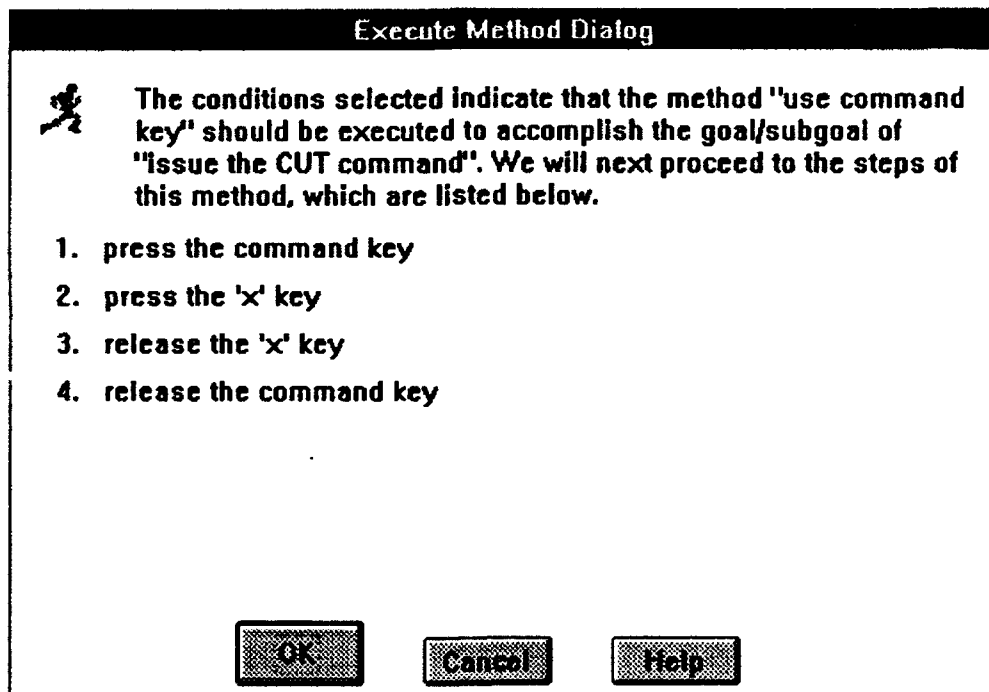 Execute Method Dialog
The conditions selected indicate that the method "use command
key" should be executed to accomplish the goal/subgoal of
"issue the CUT command". We will next proceed to the steps of
this method, which are listed below.
1. press the command key
2. press the 'x' key
3. release the 'x' key
4. release the command key
OK Cancel Help